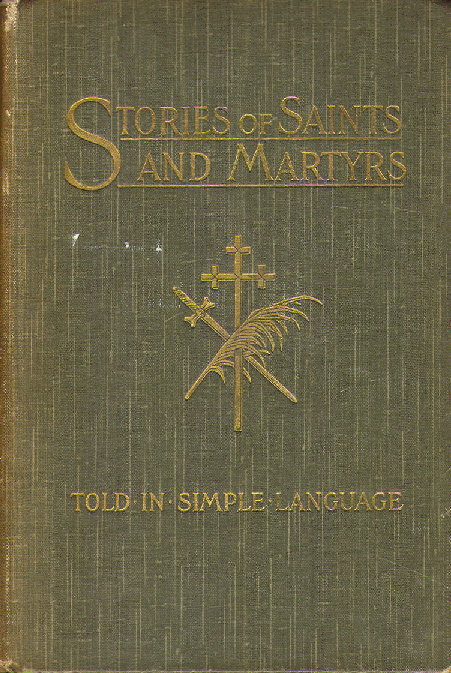 STORIES OF SAINTS
AND MARTYRS
TOLD·IN·SIMPLE·LANGUAGE